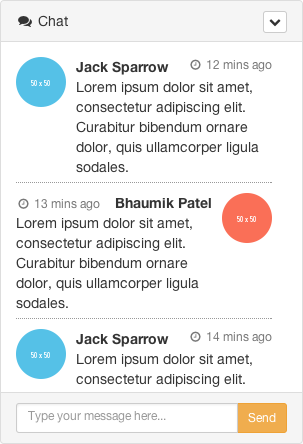 Chat
50 x 50
Jack Sparrow 12 mins ago
Lorem ipsum dolor sit amet,
consectetur adipiscing elit.
Curabitur bibendum ornare
dolor, quis ullamcorper ligula
sodales.
13 mins ago Bhaumik Patel
50 x 50
Lorem ipsum dolor sit amet,
consectetur adipiscing elit.
Curabitur bibendum ornare
dolor, quis ullamcorper ligula
sodales.
50 x 50
Jack Sparrow 14 mins ago
Lorem ipsum dolor sit amet,
consectetur adipiscing elit.
Type your message here... Send